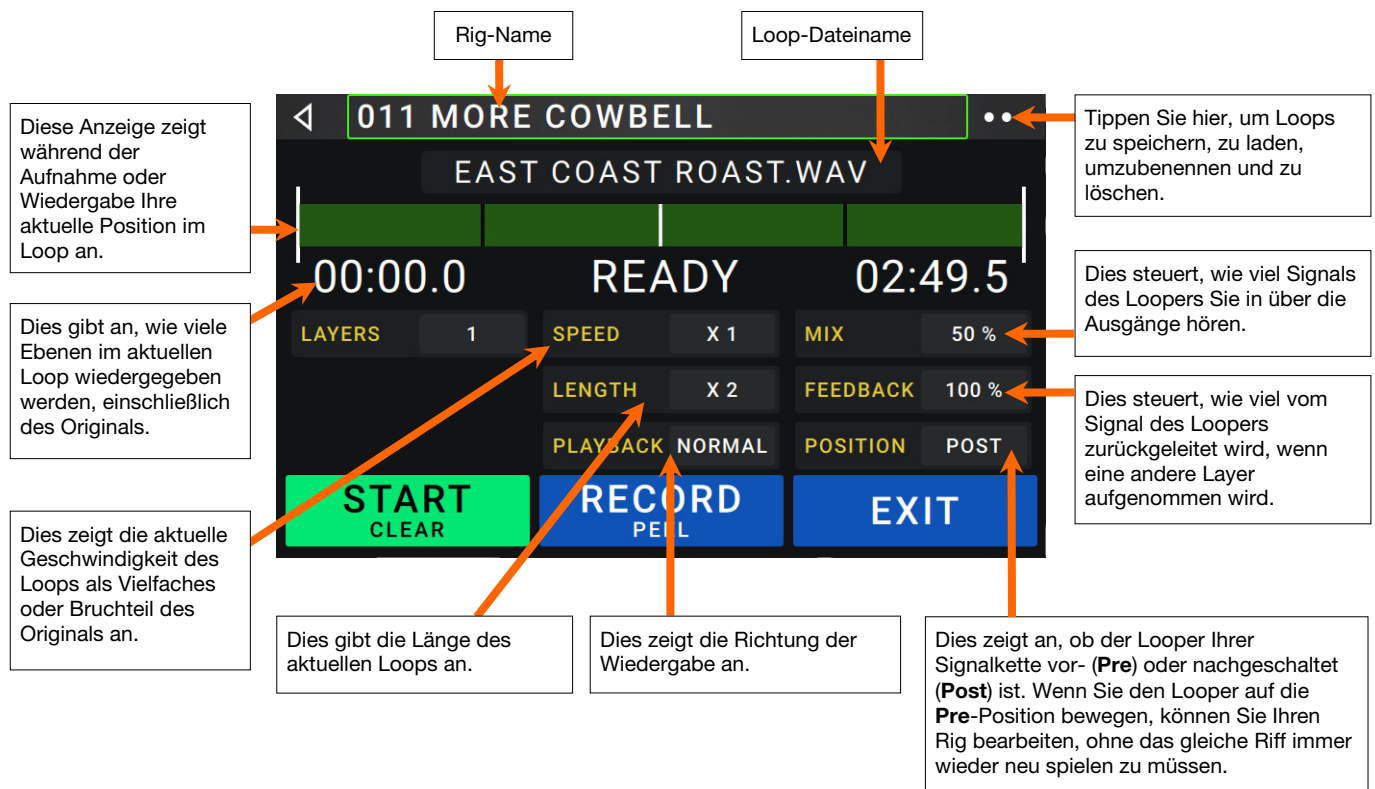 Rig-Name
Loop-Dateiname
Diese Anzeige zeigt
während der
Aufnahme oder
Wiedergabe Ihre
aktuelle Position im
Loop an.
Dies gibt an, wie viele
Ebenen im aktuellen
Loop wiedergegeben
werden, einschließlich
des Originals.
Dies zeigt die aktuelle
Geschwindigkeit des
Loops als Vielfaches
oder Bruchteil des
Originals an.
011 MORE COWBELL
EAST COAST ROAST.WAV
00:00.0 READY 02:49.5
LAYERS 1 SPEED X 1 MIX 50 %
LENGTH X 2 FEEDBACK 100 %
PLAYBACK NORMAL POSITION POST
START RECORD EXIT
CLEAR PEEL
Tippen Sie hier, um Loops
zu speichern, zu laden,
umzubenennen und zu
löschen.
Dies steuert, wie viel Signals
des Loopers Sie in über die
Ausgänge hören.
Dies steuert, wie viel vom
Signal des Loopers
zurückgeleitet wird, wenn
eine andere Layer
aufgenommen wird.
Dies gibt die Länge des
aktuellen Loops an.
Dies zeigt die Richtung der
Wiedergabe an.
Dies zeigt an, ob der Looper Ihrer
Signalkette vor- (Pre) oder nachgeschaltet
(Post) ist. Wenn Sie den Looper auf die
Pre-Position bewegen, können Sie Ihren
Rig bearbeiten, ohne das gleiche Riff immer
wieder neu spielen zu müssen.